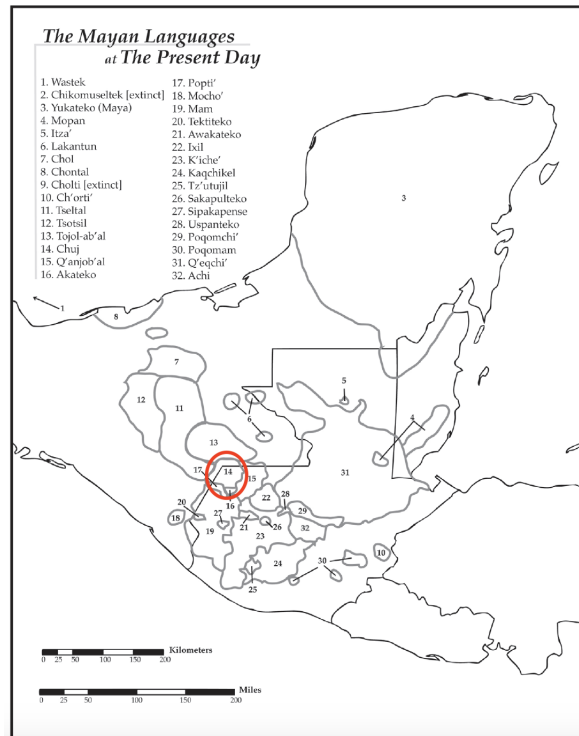 The Mayan Languages
at The Present Day
1. Wastek
2. Chikomuseltek [extinct]
3. Yukateko (Maya)
4. Mopan
5. Itza'
6. Lakantun
7. Chol
8. Chontal
9. Cholti [extinct]
10. Ch'orti'
11. Tseltal
12. Tsotsil
13. Tojol-ab'al
14. Chuj
15. Q'anjob'al
16. Akateko
17. Popti'
18. Mocho'
19. Mam
20. Tektiteko
21. Awakateko
22. Ixil
23. K'iche'
24. Kaqchikel
25. Tz'utujil
26. Sakapulteko
27. Sipakapense
28. Uspanteko
29. Poqomchi'
30. Poqomam
31. Q'eqchi'
32. Achi
3
1
8
7
5
12
11
6
4
13
17
14
15
31
16
22
28
20
29
18
27
21
26
32
19
23
24
30
10
25
Kilometers
0 25 50 100 150 200
Miles
0 25 50 100 150 200